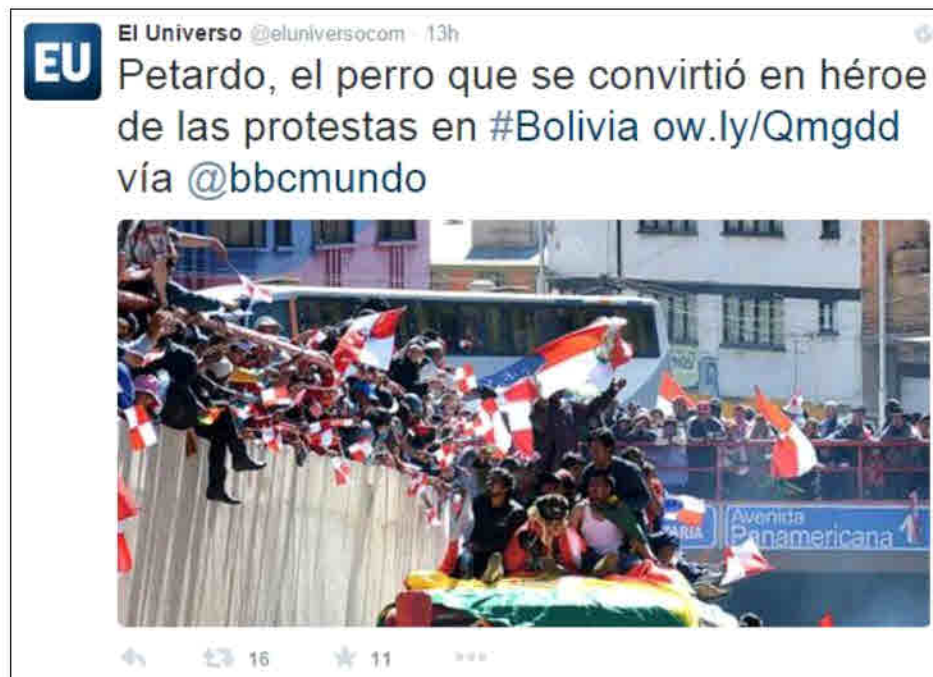 El Universo @eluniversocom · 13h
EU
Petardo, el perro que se convirtió en héroe
de las protestas en #Bolivia ow.ly/Qmgdd
vía @bbcmundo
Avenida
Panamericana
16 11